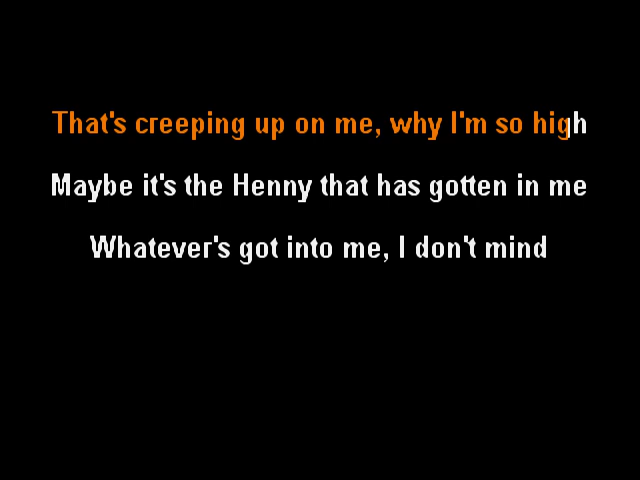 That's creeping up on me, why I'm so high
Maybe it's the Henny that has gotten in me
Whatever's got into me, I don't mind